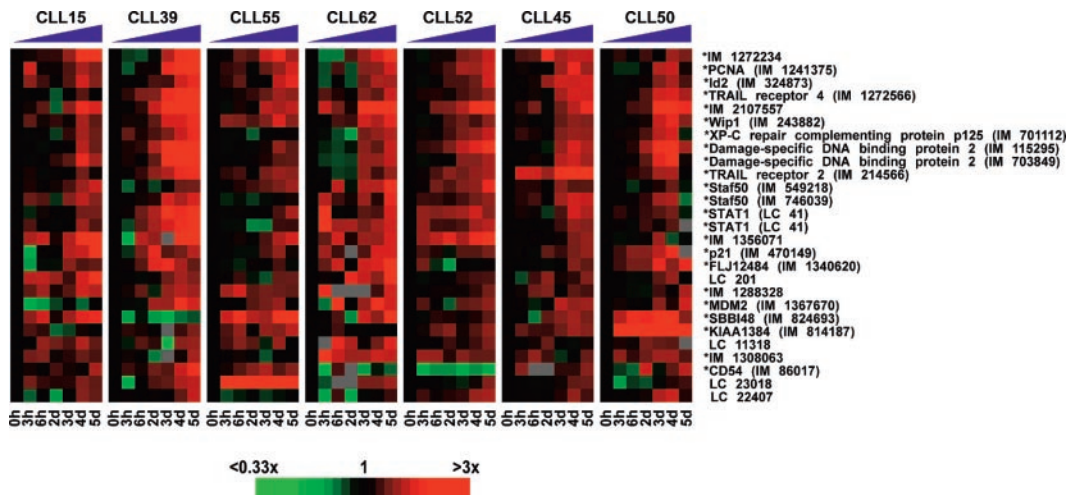 CLL15 CLL39 CLL55 CLL62 CLL52 CLL45 CLL50
*IM 1272234
*PCNA (IM 1241375)
*Id2 (IM 324873)
*TRAIL receptor 4 (IM 1272566)
*IM 2107557
*Wip1 (IM 243882)
*XP-C repair complementing protein p125 (IM 701112)
*Damage-specific DNA binding protein 2 (IM 115295)
*Damage-specific DNA binding protein 2 (IM 703849)
*TRAIL receptor 2 (IM 214566)
*Staf50 (IM 549218)
*Staf50 (IM 746039)
*STAT1 (LC 41)
*STAT1 (LC 41)
*IM 1356071
*p21 (IM 470149)
*FLJ12484 (IM 1340620)
LC 201
*IM 1288328
*MDM2 (IM 1367670)
*SBBI48 (IM 824693)
*KIAA1384 (IM 814187)
LC 11318
*IM 1308063
*CD54 (IM 86017)
LC 23018
LC 22407
0h 3h 6h 2d 3d 4d 5d 0h 3h 6h 2d 3d 4d 5d 0h 3h 6h 2d 3d 4d 5d 0h 3h 6h 2d 3d 4d 5d 0h 3h 6h 2d 3d 4d 5d 0h 3h 6h 2d 3d 4d 5d 0h 3h 6h 2d 3d 4d 5d
<0.33x 1 >3x